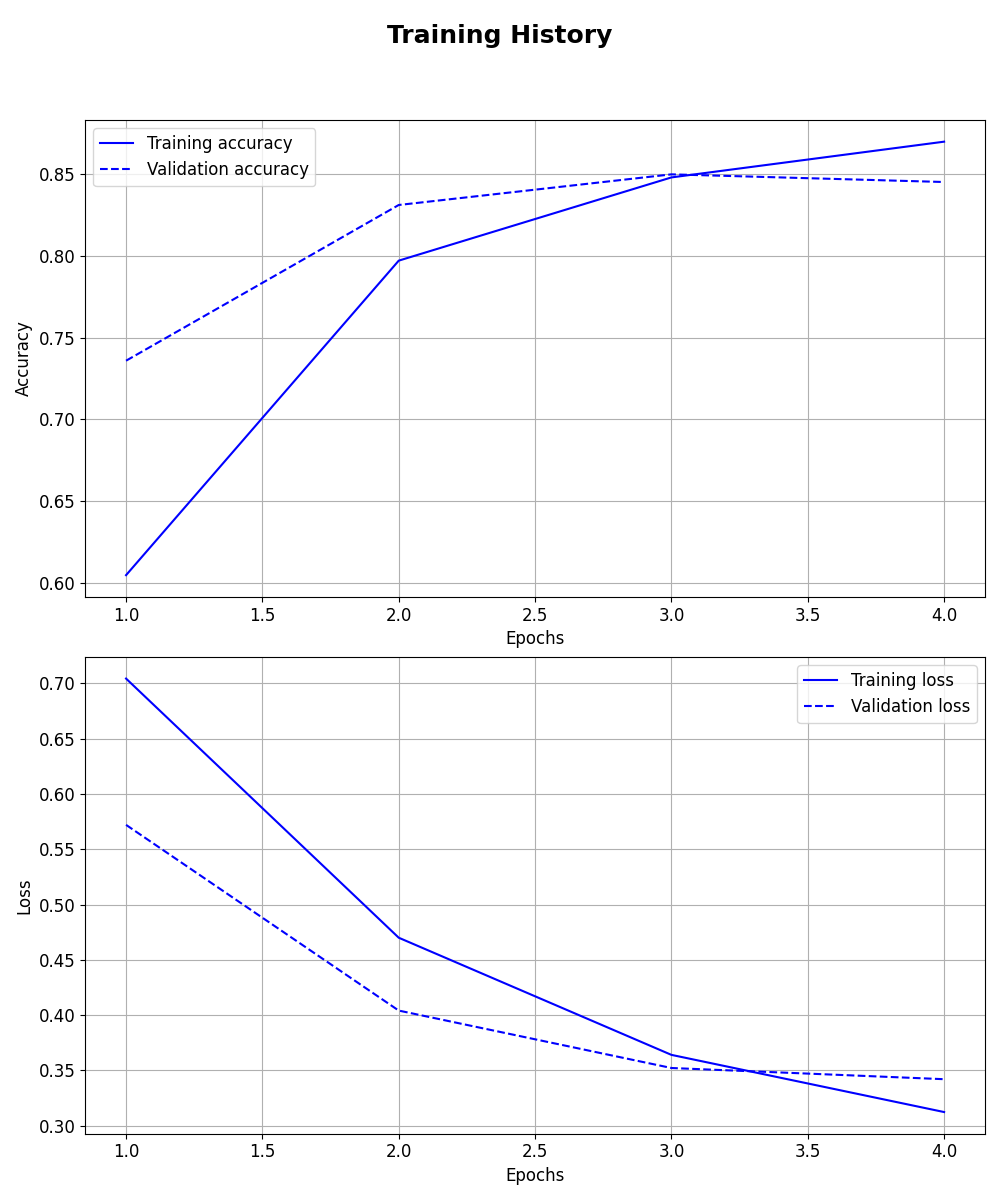 Training History
Training accuracy
Validation accuracy
0.85
0.80
0.75
0.70
0.65
0.60
Accuracy
1.0 1.5 2.0 2.5 3.0 3.5 4.0
Epochs
Training loss
Validation loss
0.70
0.65
0.60
0.55
0.50
0.45
0.40
0.35
0.30
Loss
1.0 1.5 2.0 2.5 3.0 3.5 4.0
Epochs